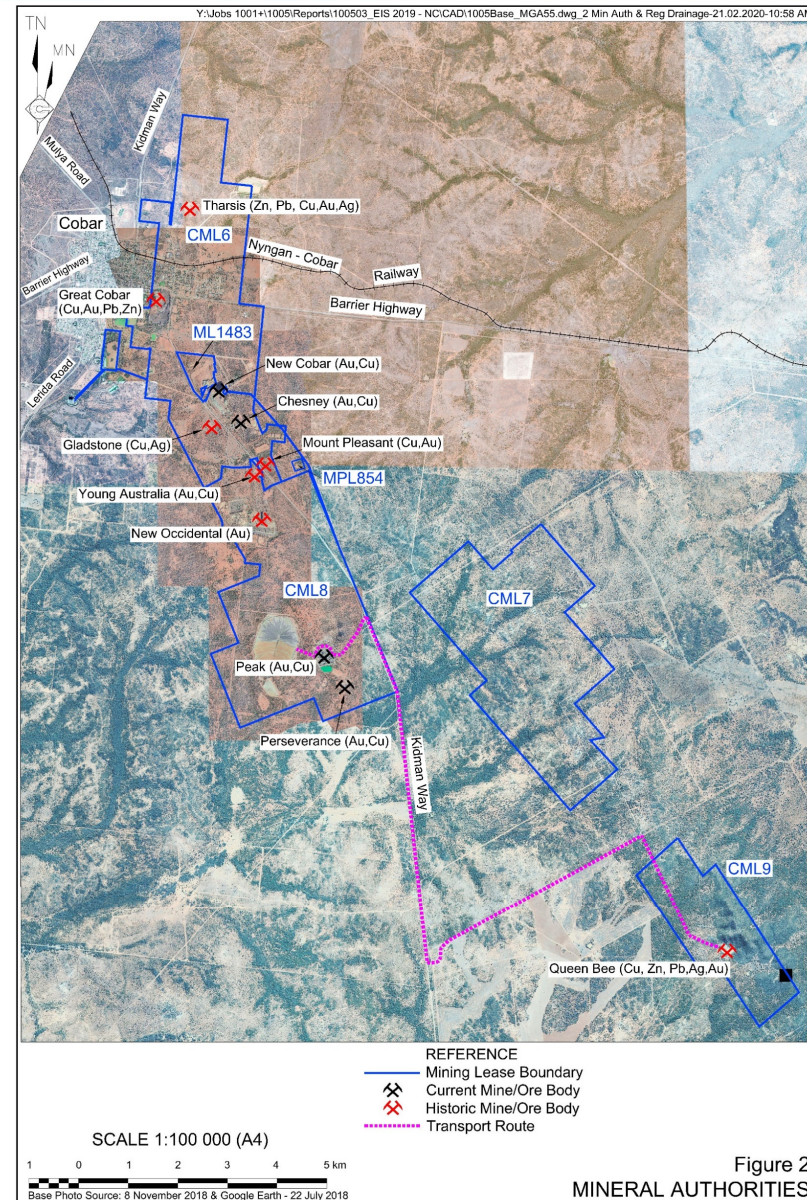 Y:\Jobs 1001+\1005\Reports\100503_EIS 2019 - NC\CAD\1005Base_MGA55.dwg_2 Min Auth & Reg Drainage-21.02.2020-10:58 AM
TN
MN
Kidman Way
Mulya Road
Tharsis (Zn, Pb, Cu,Au,Ag)
Cobar
CML6
Nyngan - Cobar
Railway
Barrier Highway
Barrier Highway
Great Cobar
(Cu,Au,Pb,Zn)
ML1483
New Cobar (Au,Cu)
Lerida Road
Chesney (Au,Cu)
Gladstone (Cu,Ag)
Mount Pleasant (Cu,Au)
MPL854
Young Australia (Au,Cu)
New Occidental (Au)
CML8
CML7
Peak (Au,Cu)
Perseverance (Au,Cu)
Kidman Way
CML9
Queen Bee (Cu, Zn, Pb,Ag,Au)
REFERENCE
Mining Lease Boundary
Current Mine/Ore Body
Historic Mine/Ore Body
Transport Route
SCALE 1:100 000 (A4)
1 0 1 2 3 4 5 km
Base Photo Source: 8 November 2018 & Google Earth - 22 July 2018
Figure 2
MINERAL AUTHORITIES